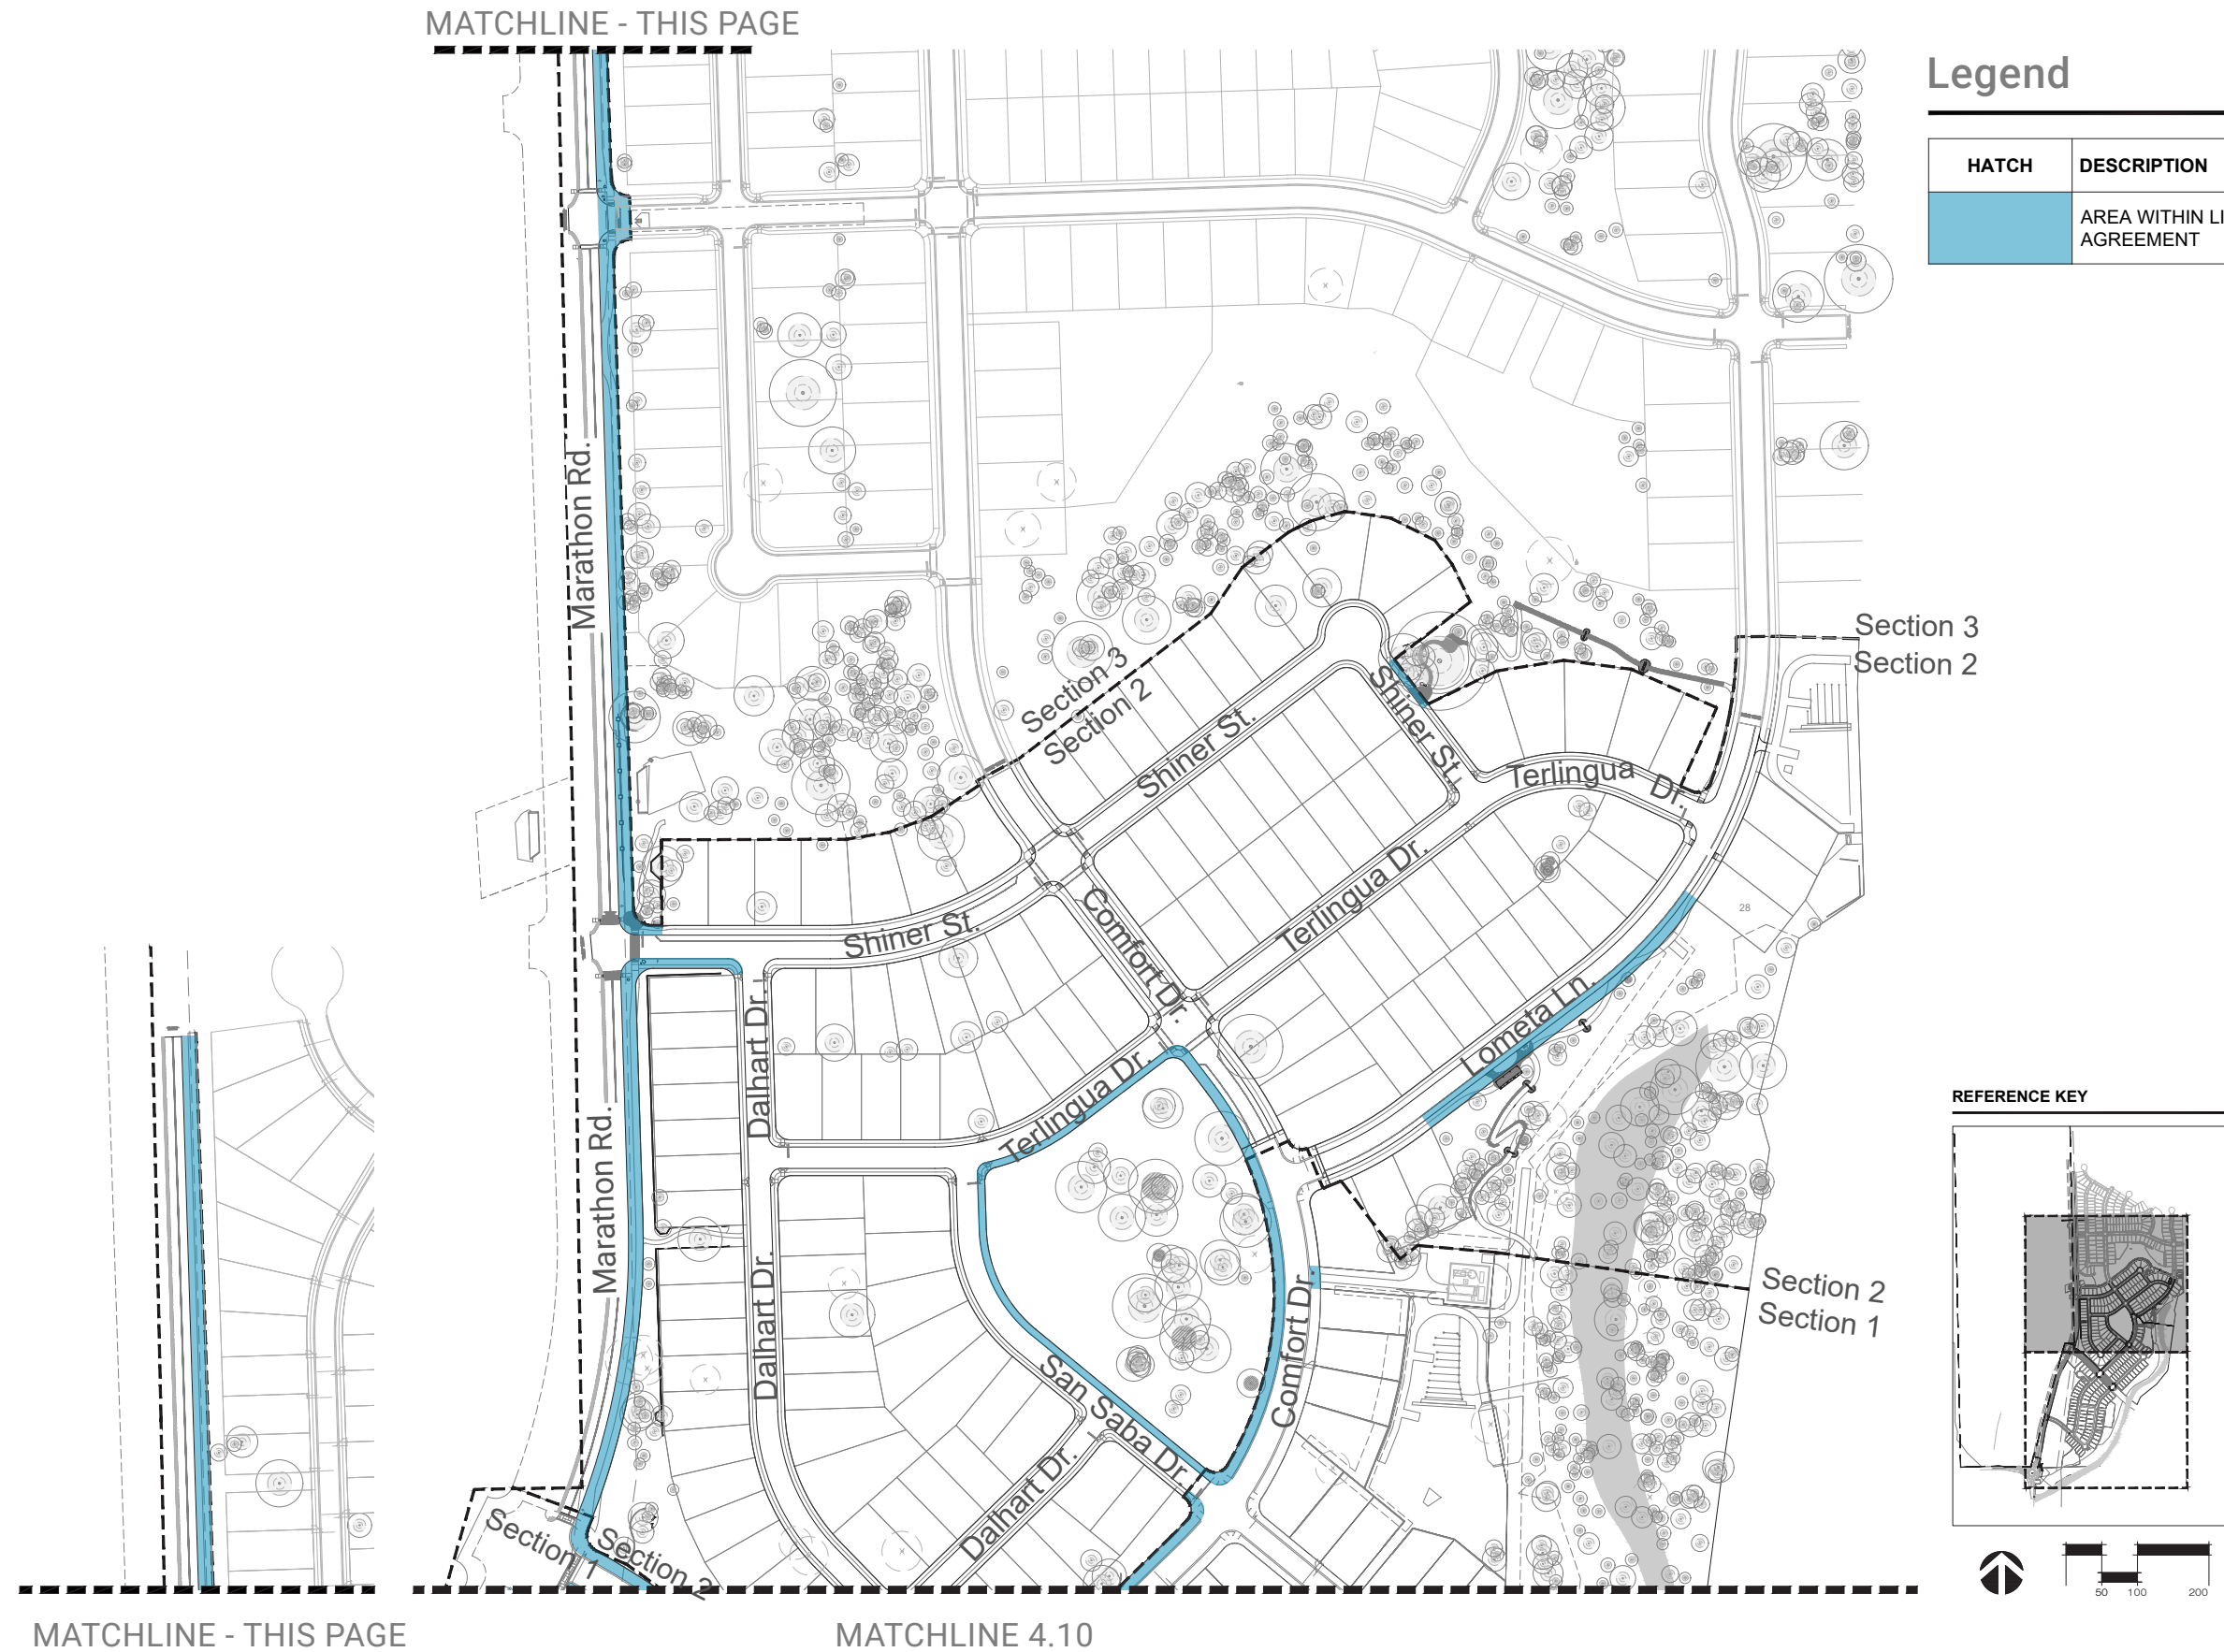 MATCHLINE - THIS PAGE
Legend
HATCH
DESCRIPTION
AREA WITHIN LI
AGREEMENT
Marathon Rd.
Section 3
Section 2
Section 3
Section 2
Shiner St.
Shiner St.
Terlingua Dr.
Shiner St.
Comfort Dr.
Terlingua Dr.
28
Dalhart Dr.
Lometa Ln.
Terlingua Dr.
Marathon Rd.
REFERENCE KEY
Dalhart Dr.
Comfort Dr.
Section 2
Section 1
San Saba Dr.
Dalhart Dr.
Section 1
Section 2
50
100
200
MATCHLINE - THIS PAGE
MATCHLINE 4.10